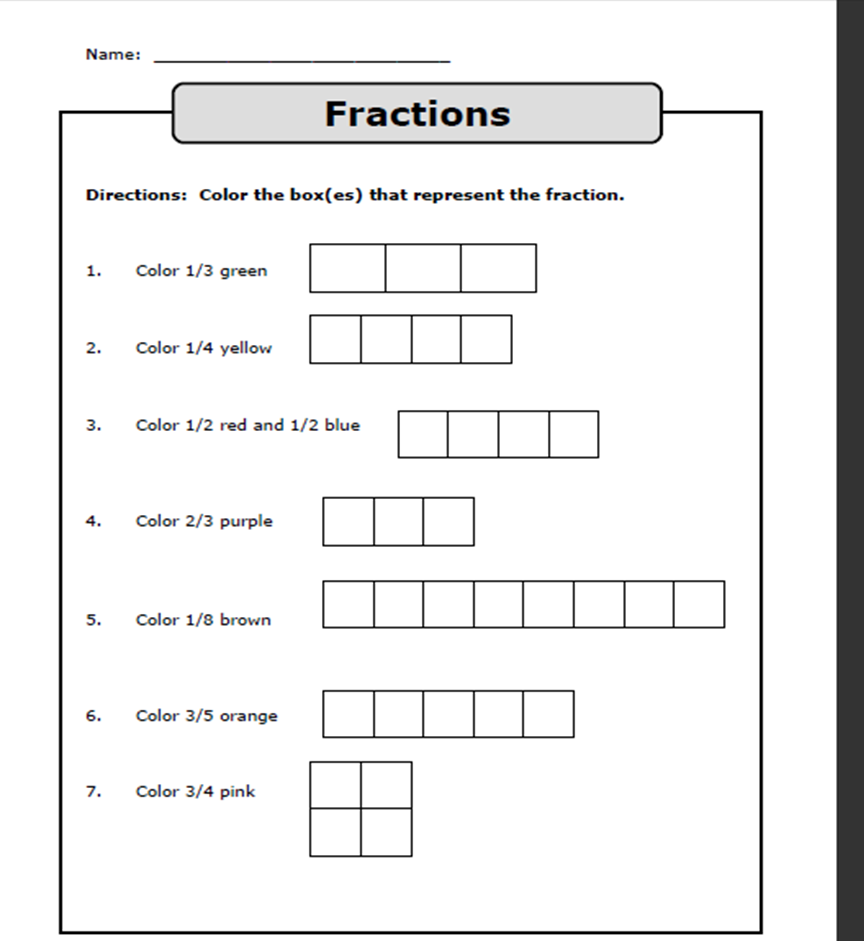 Name: ______________________________
Fractions
Directions: Color the box(es) that represent the fraction.
1. Color 1/3 green
2. Color 1/4 yellow
3. Color 1/2 red and 1/2 blue
4. Color 2/3 purple
5. Color 1/8 brown
6. Color 3/5 orange
7. Color 3/4 pink